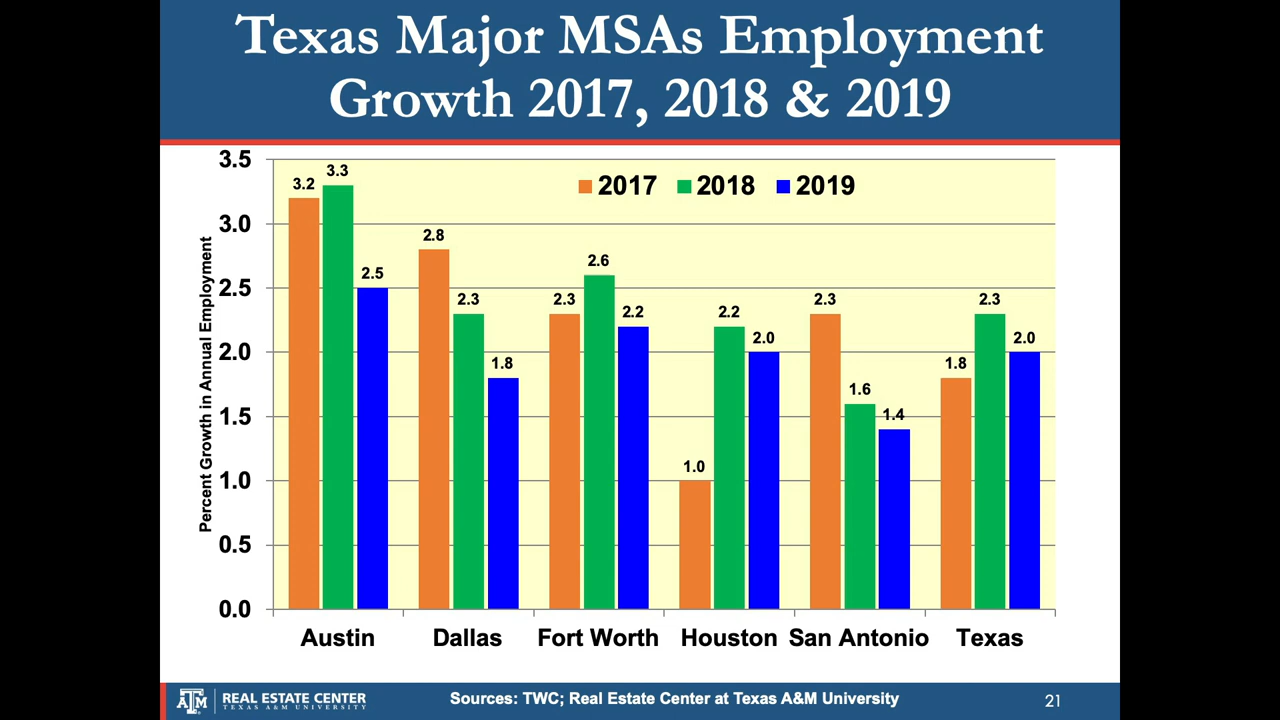 Texas Major MSAs Employment
Growth 2017, 2018 & 2019
Percent Growth in Annual Employment
3.5
3.0
2.5
2.0
1.5
1.0
0.5
0.0
2017 2018 2019
3.2 3.3 2.5
2.8 2.3 1.8
2.3 2.6 2.2
1.0 2.2 2.0
2.3 1.6 1.4
1.8 2.3 2.0
Austin Dallas Fort Worth Houston San Antonio Texas
ATM REAL ESTATE CENTER
TEXAS A&M UNIVERSITY
Sources: TWC; Real Estate Center at Texas A&M University
21